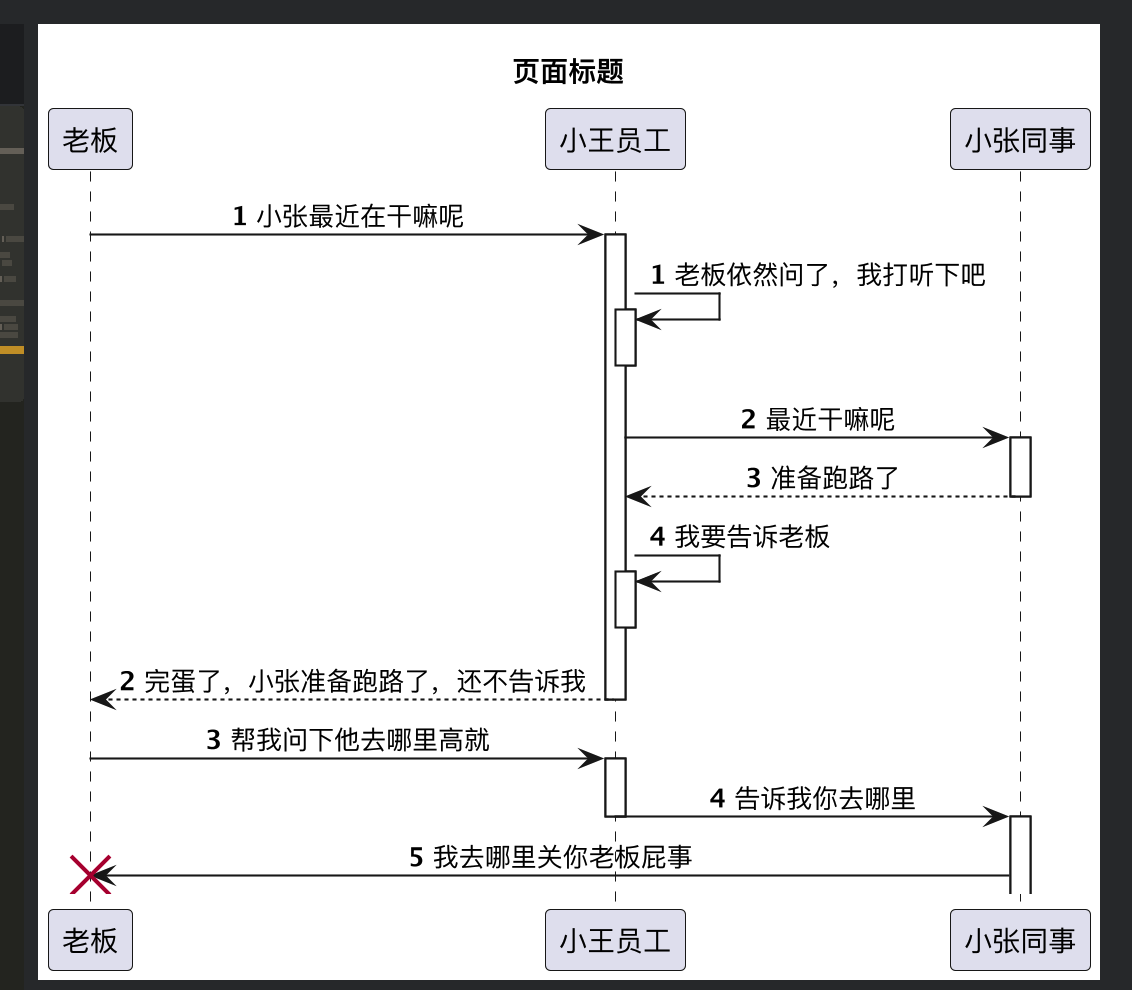 页面标题
老板 小王员工 小张同事
1 小张最近在干嘛呢
1 老板依然问了，我打听下吧
2 最近干嘛呢
3 准备跑路了
4 我要告诉老板
2 完蛋了，小张准备跑路了，还不告诉我
3 帮我问下他去哪里高就
4 告诉我你去哪里
5 我去哪里关你老板屁事
老板 小王员工 小张同事